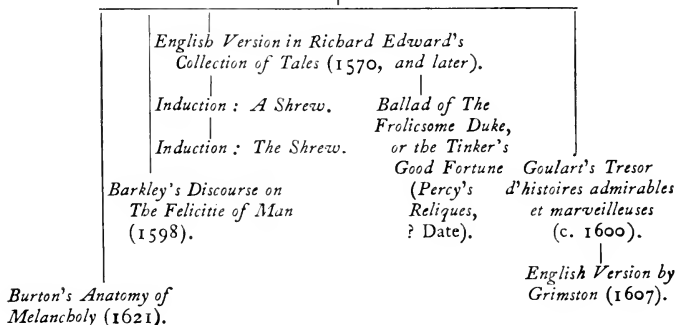 English Version in Richard Edward's
Collection of Tales (1570, and later).
Induction : A Shrew.
Induction : The Shrew.
Ballad of The
Frolicsome Duke,
or the Tinker's
Good Fortune
(Percy's
Reliques,
? Date).
Barkley's Discourse on
The Felicitie of Man
(1598).
Goulart's Tresor
d'histoires admirables
et marveilleuses
(c. 1600).
English Version by
Grimston (1607).
Burton's Anatomy of
Melancholy (1621).